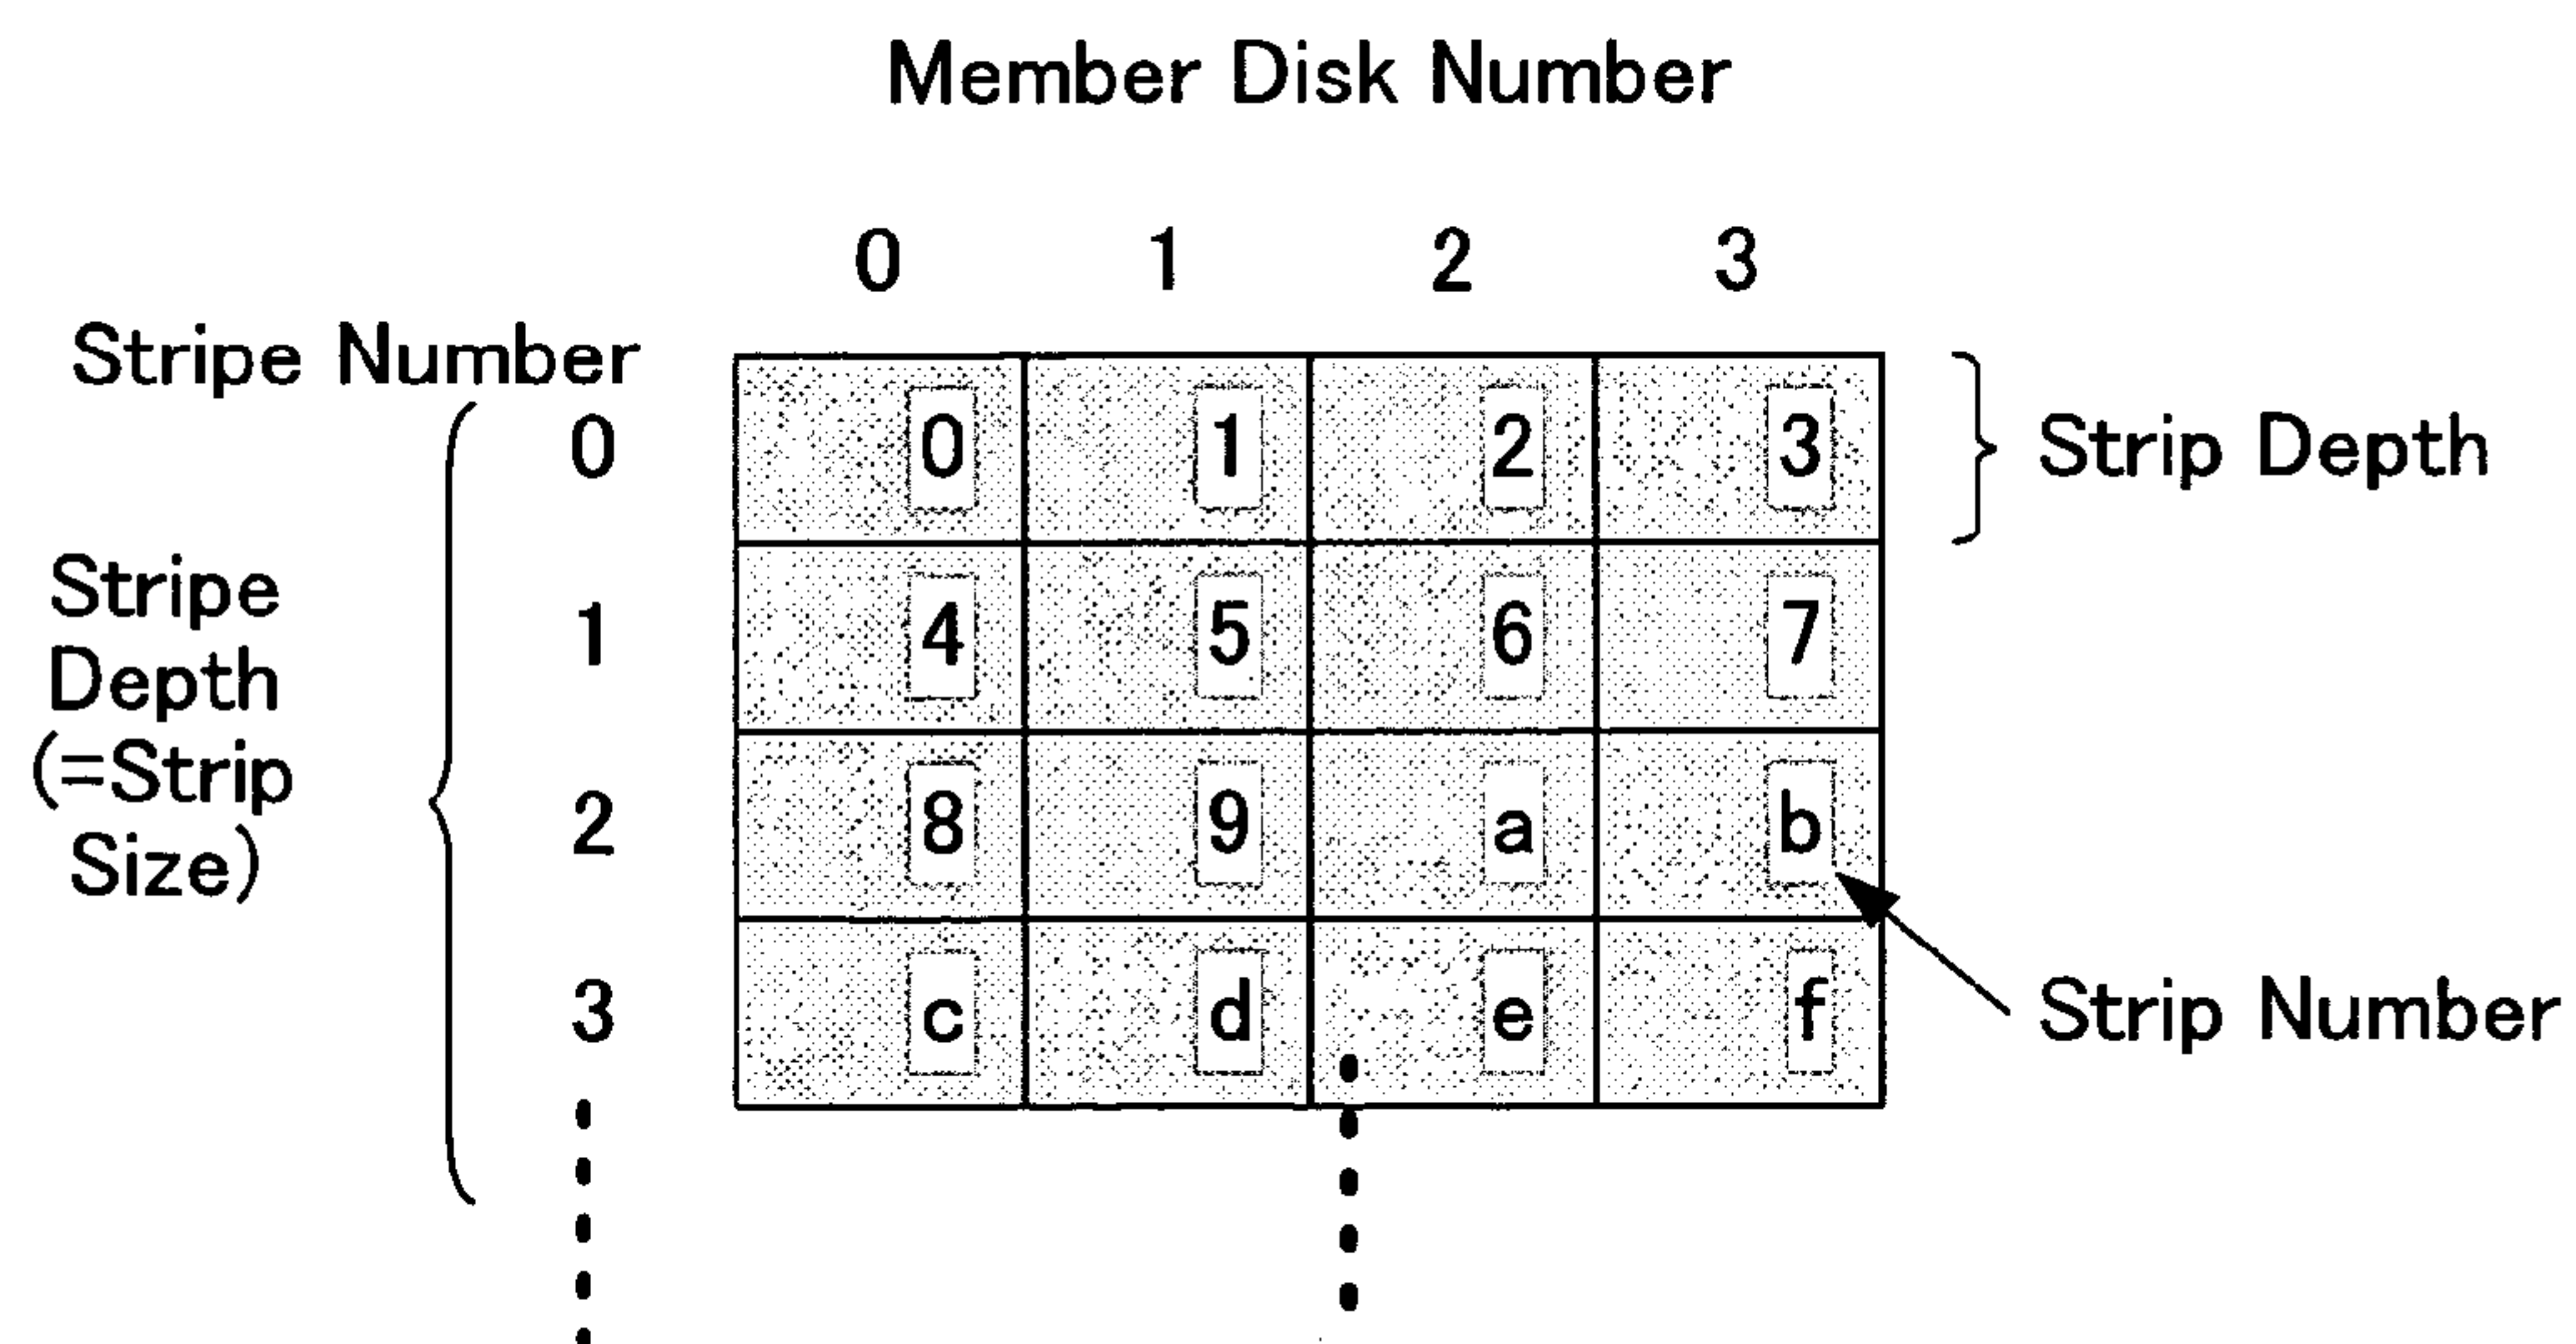 Member Disk Number
0 1 2 3
Stripe Number
0
1
2
3
Stripe
Depth
(=Strip
Size)
0 1 2 3
4 5 6 7
8 9 a b
c d e f
Strip Depth
Strip Number